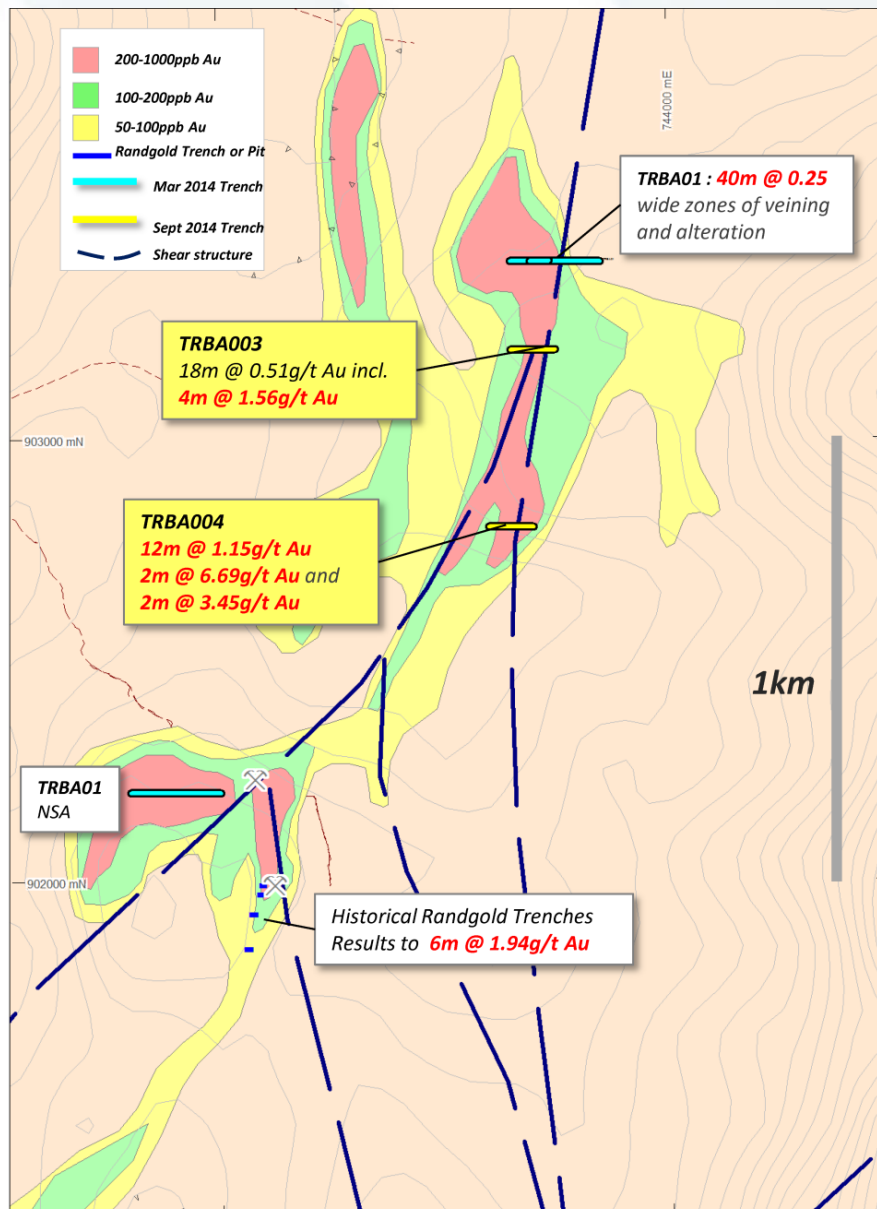 200-1000ppb Au
100-200ppb Au
50-100ppb Au
Randgold Trench or Pit
Mar 2014 Trench
Sept 2014 Trench
Shear structure
744000 mE
TRBA01 : 40m @ 0.25
wide zones of veining
and alteration
TRBA003
18m @ 0.51g/t Au incl.
4m @ 1.56g/t Au
903000 mN
TRBA004
12m @ 1.15g/t Au
2m @ 6.69g/t Au and
2m @ 3.45g/t Au
1km
TRBA01
NSA
902000 mN
Historical Randgold Trenches
Results to 6m @ 1.94g/t Au